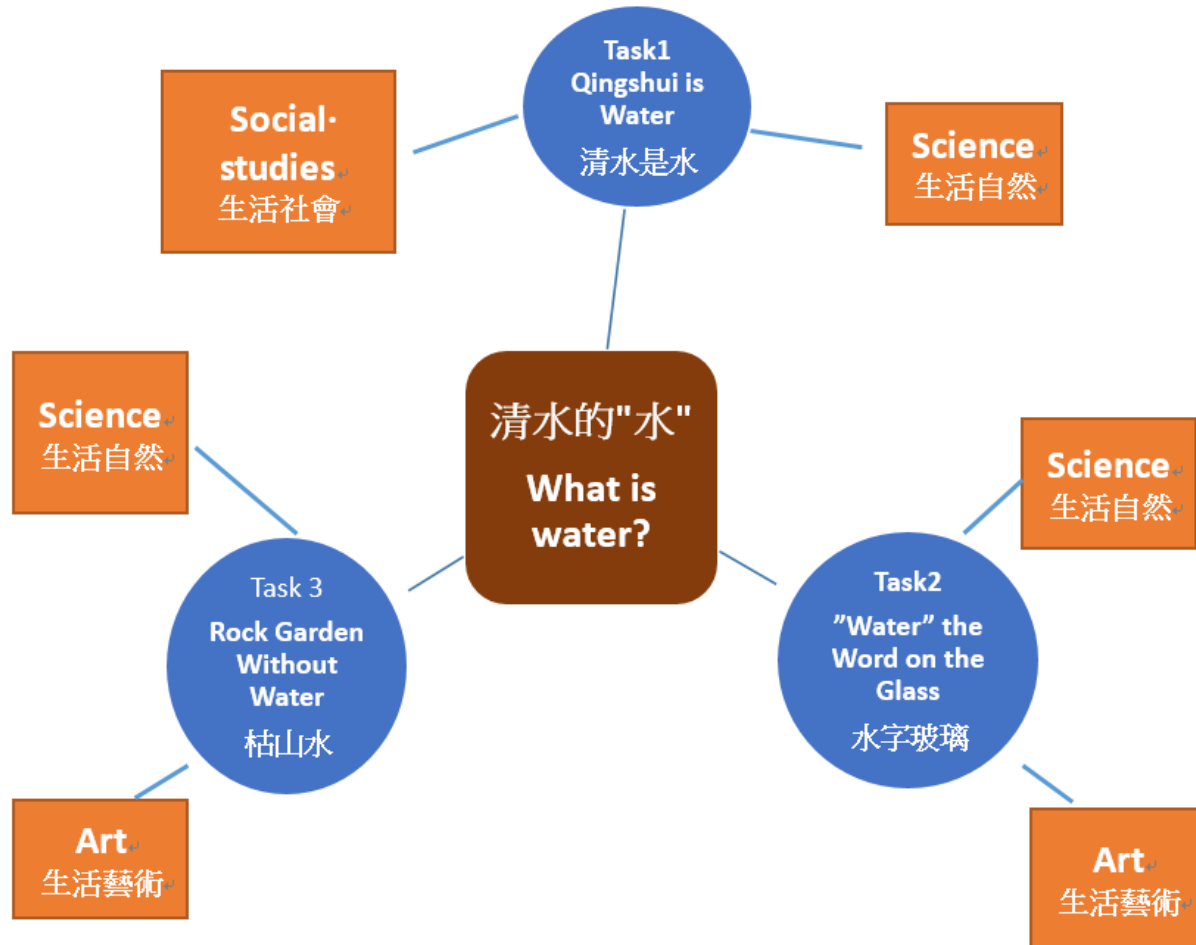 Task1
Qingshui is
Water
清水是水
Social·
studies↵
生活社會↵
Science↵
生活自然↵
清水的"水"
What is
water?
Science↵
生活自然↵
Task 3
Rock Garden
Without
Water
枯山水
Art↵
生活藝術↵
Science↵
生活自然↵
Task2
”Water” the
Word on the
Glass
水字玻璃
Art↵
生活藝術↵